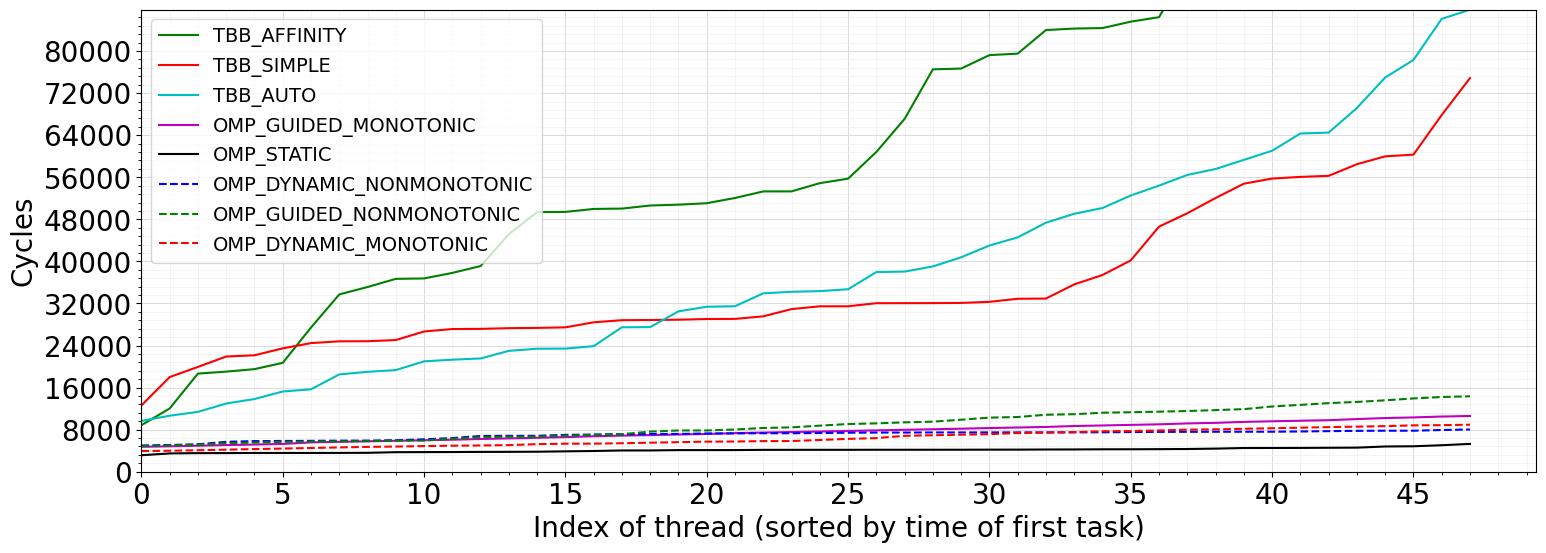 TBB_AFFINITY
TBB_SIMPLE
TBB_AUTO
OMP_GUIDED_MONOTONIC
OMP_STATIC
OMP_DYNAMIC_NONMONOTONIC
OMP_GUIDED_NONMONOTONIC
OMP_DYNAMIC_MONOTONIC
Cycles
80000
72000
64000
56000
48000
40000
32000
24000
16000
8000
0
0 5 10 15 20 25 30 35 40 45
Index of thread (sorted by time of first task)